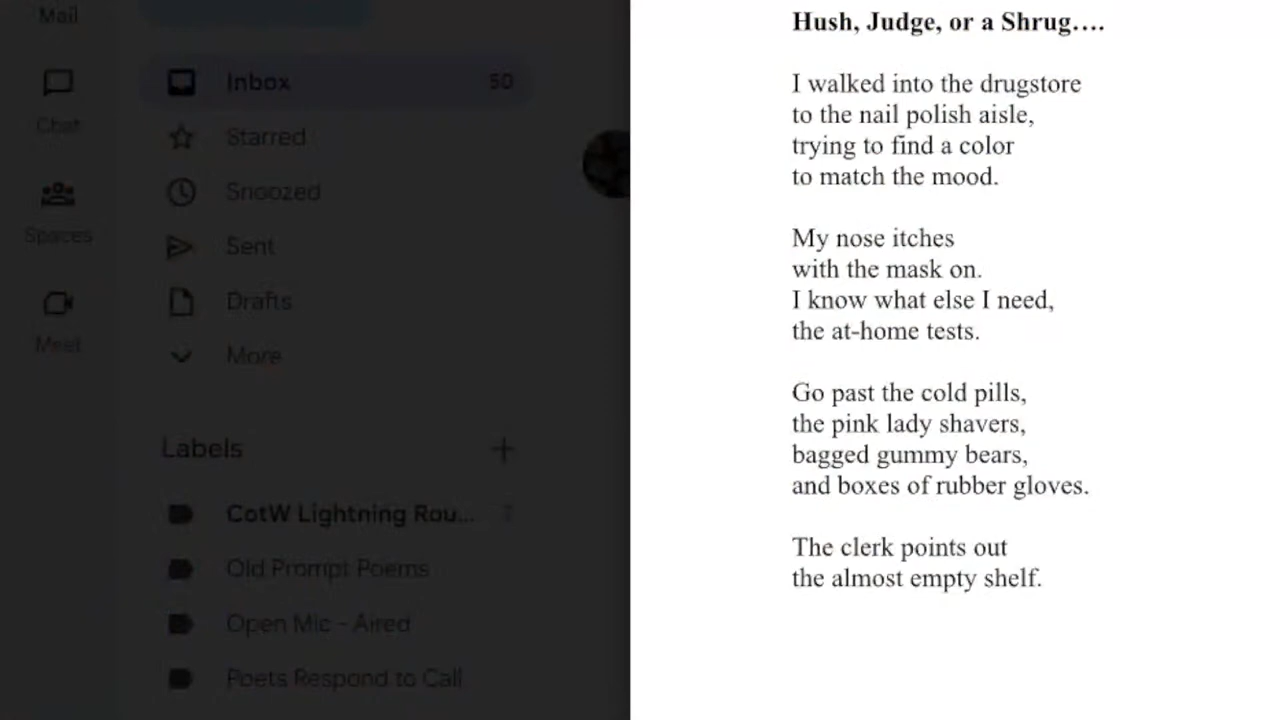 Mail
Chat
Spaces
Meet
Inbox 50
Starred
Snoozed
Sent
Drafts
More
Labels
CotW Lightning Rou...
Old Prompt Poems
Open Mic - Aired
Poets Respond to Call
Hush, Judge, or a Shrug….
I walked into the drugstore
to the nail polish aisle,
trying to find a color
to match the mood.
My nose itches
with the mask on.
I know what else I need,
the at-home tests.
Go past the cold pills,
the pink lady shavers,
bagged gummy bears,
and boxes of rubber gloves.
The clerk points out
the almost empty shelf.